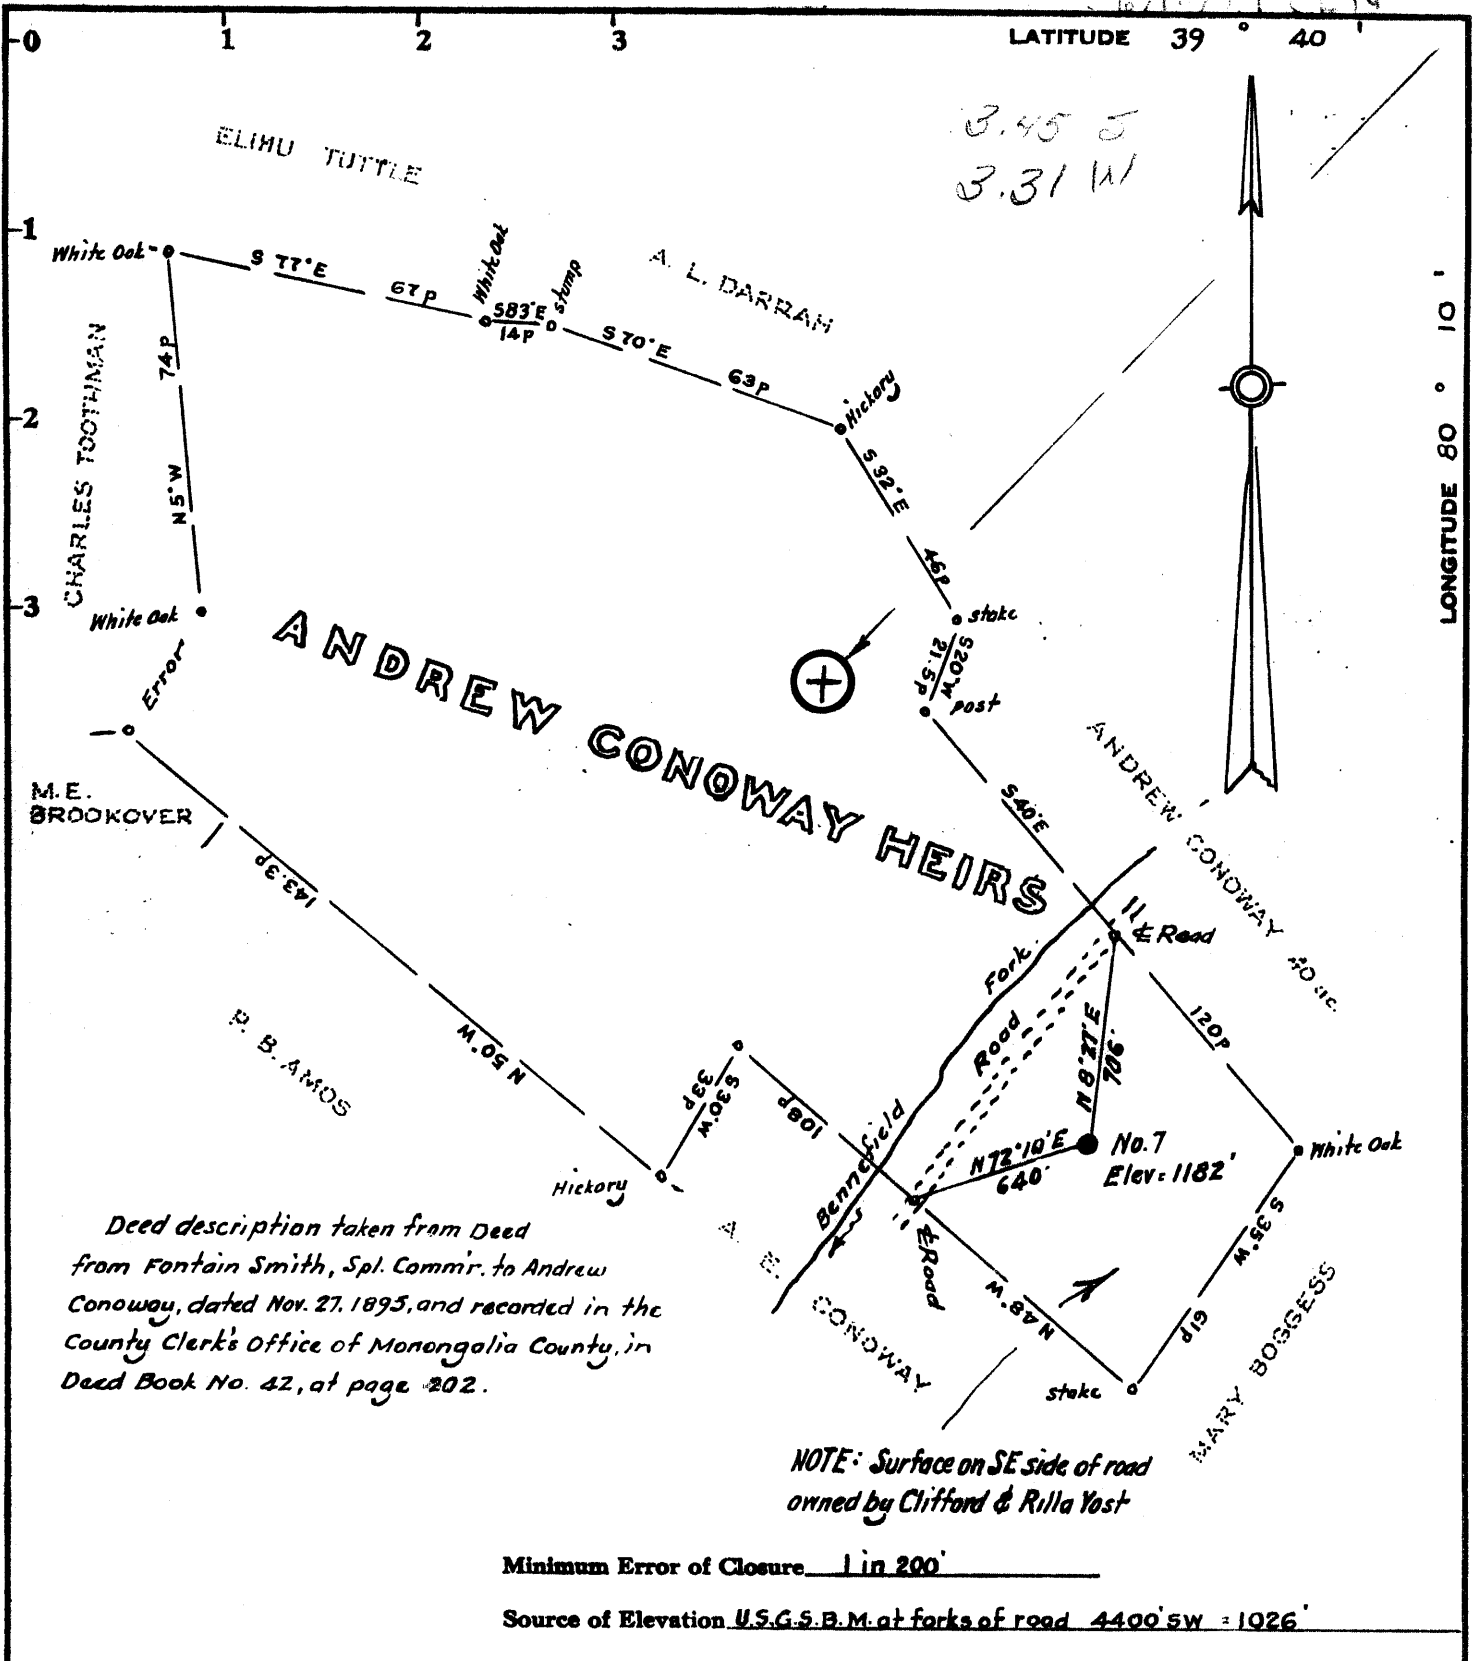 0 1 2 3 LATITUDE 39 ° 40 '
3.45 S
3.31 W
ELIHU TUTTLE
1
White Oak
S 77°E
67P
White Oak
S83°E
14P
stump
A. L. DARRAH
S 70°E
63P
Hickory
LONGITUDE 80 ° 10 '
CHARLES TOOTHMAN
74P
N5°W
2
S 32°E
46P
3
White Oak
Error
stake
S20°W
21.5P
post
ANDREW CONOWAY HEIRS
M.E.
BROOKOVER
143.3P
N 50°W
P. B. AMOS
S40°E
ANDREW CONOWAY 40 ac.
₵ Road
Fork
Road
N 8°27'E
706'
120P
S 30°W
33P
108P
Bennefield
N72°10'E
640'
No. 7
Elev = 1182'
White Oak
Hickory
₵ Road
A. E. CONOWAY
N 48°W
S 35°W
61P
stake
MARY BOGGESS
Deed description taken from Deed
from Fontain Smith, Spl. Comm'r. to Andrew
Conoway, dated Nov. 27, 1895, and recorded in the
County Clerk's Office of Monongalia County, in
Deed Book No. 42, at page 202.
NOTE: Surface on SE side of road
owned by Clifford & Rilla Yost
Minimum Error of Closure 1 in 200'
Source of Elevation U.S.G.S.B.M. at forks of road 4400' SW = 1026'